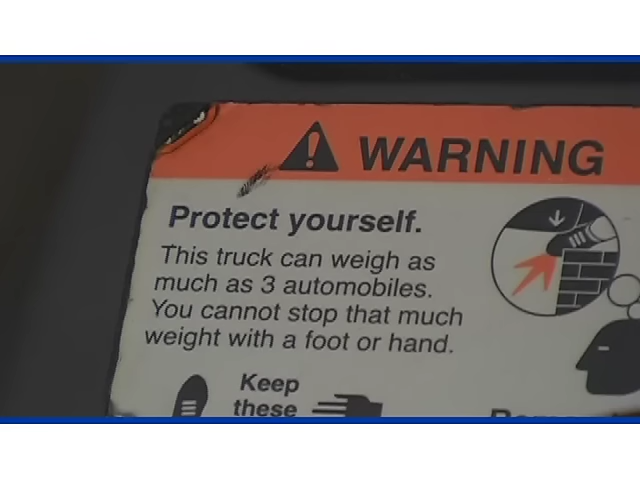 WARNING
Protect yourself.
This truck can weigh as
much as 3 automobiles.
You cannot stop that much
weight with a foot or hand.
Keep
these